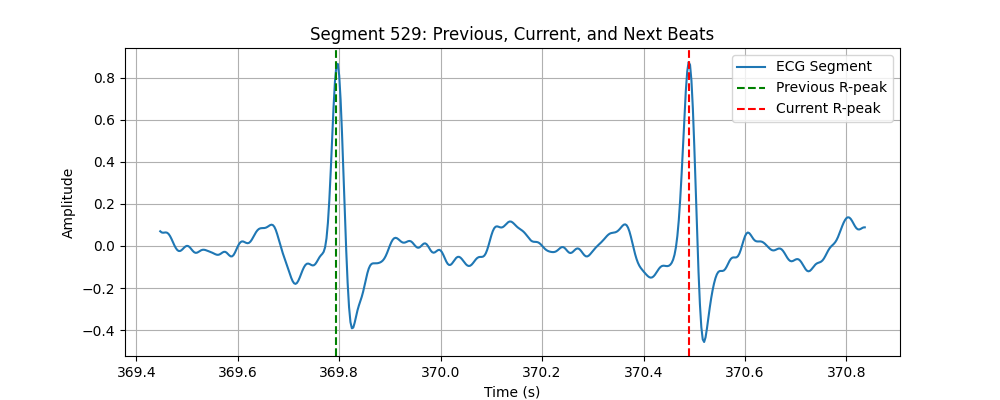 Segment 529: Previous, Current, and Next Beats
ECG Segment
Previous R-peak
Current R-peak
Amplitude
0.8
0.6
0.4
0.2
0.0
−0.2
−0.4
369.4 369.6 369.8 370.0 370.2 370.4 370.6 370.8
Time (s)